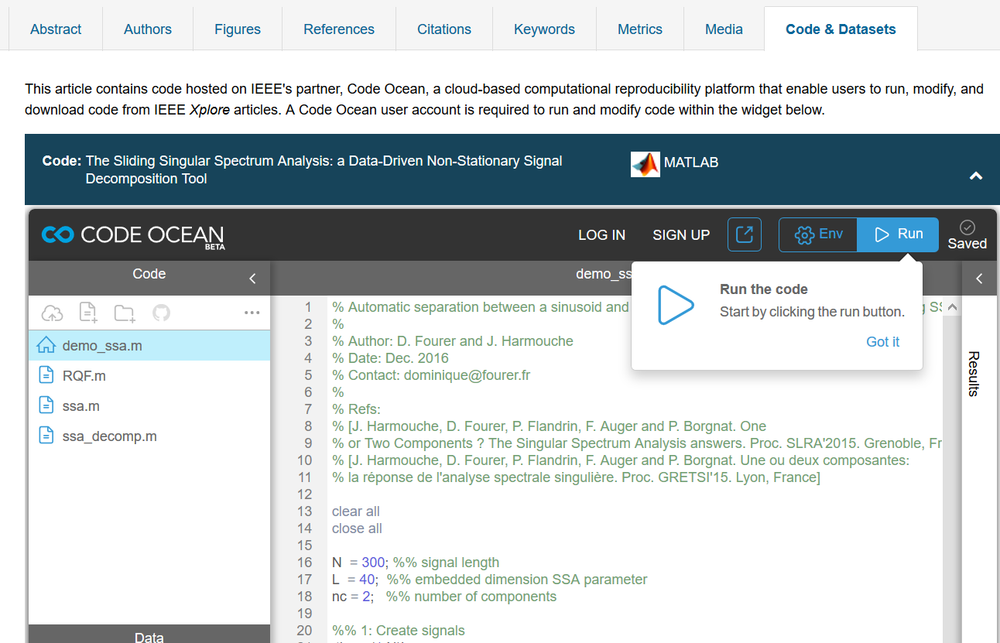 Abstract Authors Figures References Citations Keywords Metrics Media Code & Datasets
This article contains code hosted on IEEE's partner, Code Ocean, a cloud-based computational reproducibility platform that enable users to run, modify, and
download code from IEEE Xplore articles. A Code Ocean user account is required to run and modify code within the widget below.
Code: The Sliding Singular Spectrum Analysis: a Data-Driven Non-Stationary Signal
Decomposition Tool
MATLAB
CODE OCEAN
BETA
LOG IN SIGN UP Env Run Saved
Code
demo_ss
Run the code
Start by clicking the run button.
Got it
demo_ssa.m
RQF.m
ssa.m
ssa_decomp.m
Data
1 % Automatic separation between a sinusoid and
2 %
3 % Author: D. Fourer and J. Harmouche
4 % Date: Dec. 2016
5 % Contact: dominique@fourer.fr
6 %
7 % Refs:
8 % [J. Harmouche, D. Fourer, P. Flandrin, F. Auger and P. Borgnat. One
9 % or Two Components ? The Singular Spectrum Analysis answers. Proc. SLRA'2015. Grenoble, Fr
10 % [J. Harmouche, D. Fourer, P. Flandrin, F. Auger and P. Borgnat. Une ou deux composantes:
11 % la réponse de l'analyse spectrale singulière. Proc. GRETSI'15. Lyon, France]
12
13 clear all
14 close all
15
16 N = 300; %% signal length
17 L = 40; %% embedded dimension SSA parameter
18 nc = 2; %% number of components
19
20 %% 1: Create signals
Results